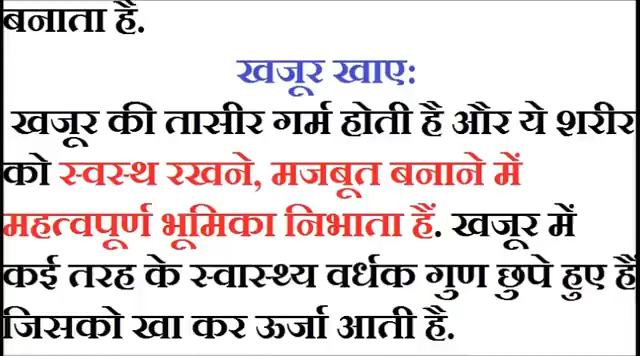 बनाता है.
खजूर खाए:
खजूर की तासीर गर्म होती है और ये शरीर
को स्वस्थ रखने, मजबूत बनाने में
महत्वपूर्ण भूमिका निभाता हैं. खजूर में
कई तरह के स्वास्थ्य वर्धक गुण छुपे हुए हैं
जिसको खा कर ऊर्जा आती है.